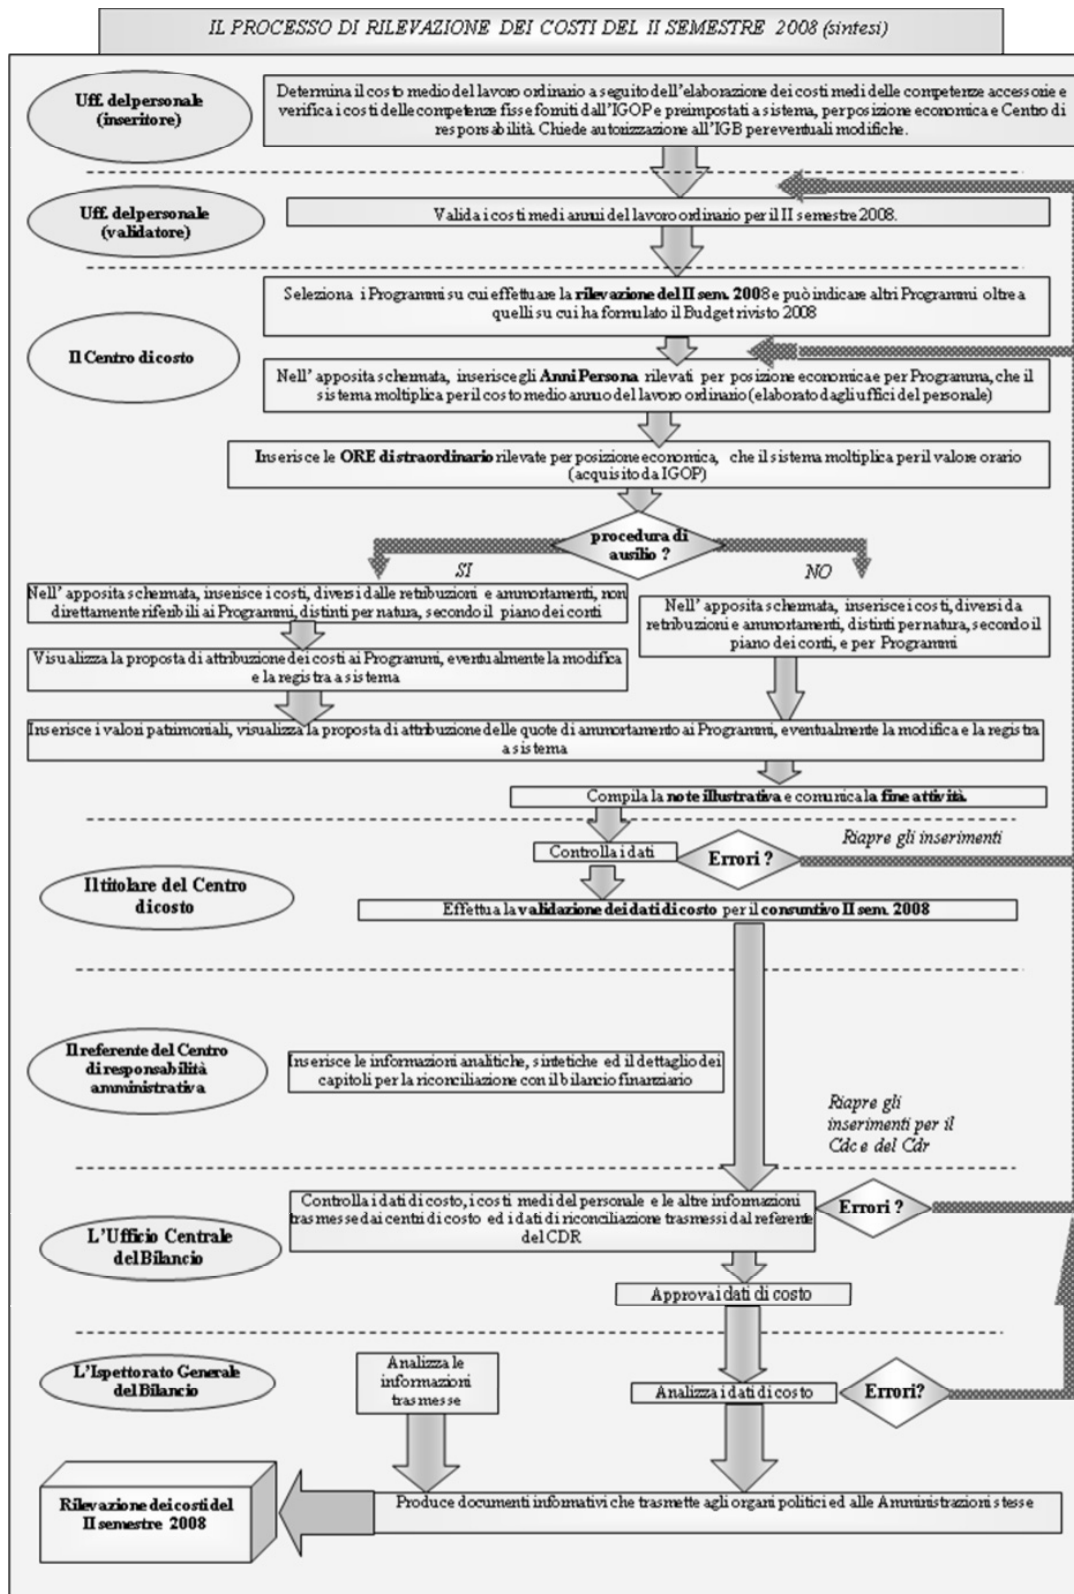 IL PROCESSO DI RILEVAZIONE DEI COSTI DEL II SEMESTRE 2008 (sintesi)
Uff. del personale
(inseritore)
Determina il costo medio del lavoro ordinario a seguito dell'elaborazione dei costi medi delle competenze accessorie e
verifica i costi delle competenze fisse forniti dall'IGOP e preimpostati a sistema, per posizione economica e Centro di
responsabilità. Chiede autorizzazione all'IGB per eventuali modifiche.
Uff. del personale
(validatore)
Valida i costi medi annui del lavoro ordinario per il II semestre 2008.
Il Centro di costo
Seleziona i Programmi su cui effettuare la rilevazione del II sem. 2008 e può indicare altri Programmi oltre a
quelli su cui ha formulato il Budget rivisto 2008
Nell' apposita schermata, inserisce gli Anni Persona rilevati per posizione economica e per Programma, che il
sistema moltiplica per il costo medio annuo del lavoro ordinario (elaborato dagli uffici del personale)
Inserisce le ORE di straordinario rilevate per posizione economica, che il sistema moltiplica per il valore orario
(acquisito da IGOP)
procedura di
ausilio ?
SI
NO
Nell' apposita schermata, inserisce i costi, diversi dalle retribuzioni e ammortamenti, non
direttamente riferibili ai Programmi, distinti per natura, secondo il piano dei conti
Nell' apposita schermata, inserisce i costi, diversi da
retribuzioni e ammortamenti, distinti per natura, secondo il
piano dei conti, e per Programmi
Visualizza la proposta di attribuzione dei costi ai Programmi, eventualmente la modifica
e la registra a sistema
Inserisce i valori patrimoniali, visualizza la proposta di attribuzione delle quote di ammortamento ai Programmi, eventualmente la modifica e la registra
a sistema
Compila la note illustrativa e comunica la fine attività.
Il titolare del Centro
di costo
Controlla i dati
Errori ?
Riapre gli inserimenti
Effettua la validazione dei dati di costo per il consuntivo II sem. 2008
Il referente del Centro
di responsabilità
amministrativa
Inserisce le informazioni analitiche, sintetiche ed il dettaglio dei
capitoli per la riconciliazione con il bilancio finanziario
Riapre gli
inserimenti per il
Cdc e del Cdr
L'Ufficio Centrale
del Bilancio
Controlla i dati di costo, i costi medi del personale e le altre informazioni
trasmesse dai centri di costo ed i dati di riconciliazione trasmessi dal referente
del CDR
Errori ?
Approva i dati di costo
L'Ispettorato Generale
del Bilancio
Analizza le
informazioni
trasmesse
Analizza i dati di costo
Errori?
Rilevazione dei costi del
II semestre 2008
Produce documenti informativi che trasmette agli organi politici ed alle Amministrazioni stesse